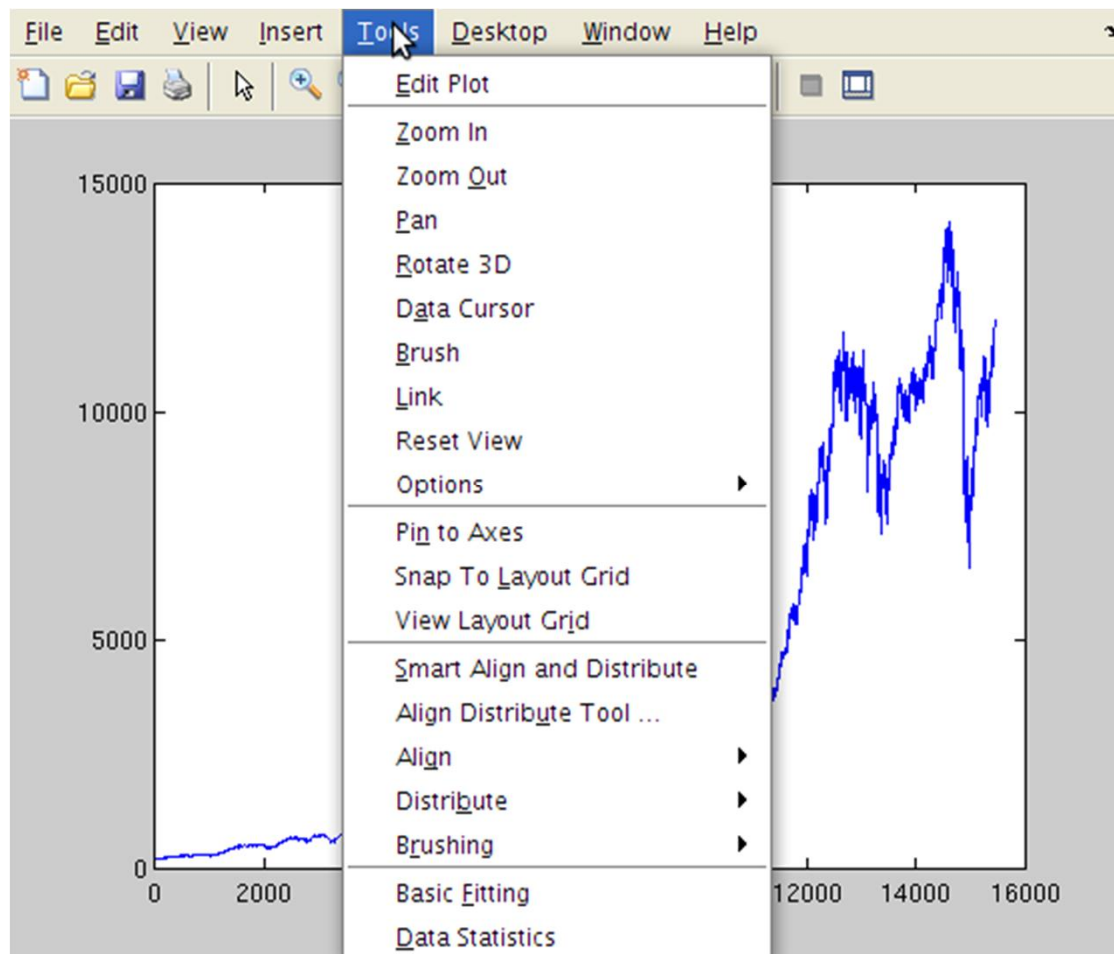 File Edit View Insert Tools Desktop Window Help
Edit Plot
Zoom In
Zoom Out
Pan
Rotate 3D
Data Cursor
Brush
Link
Reset View
Options
Pin to Axes
Snap To Layout Grid
View Layout Grid
Smart Align and Distribute
Align Distribute Tool ...
Align
Distribute
Brushing
Basic Fitting
Data Statistics
15000
10000
5000
0
0 2000 12000 14000 16000